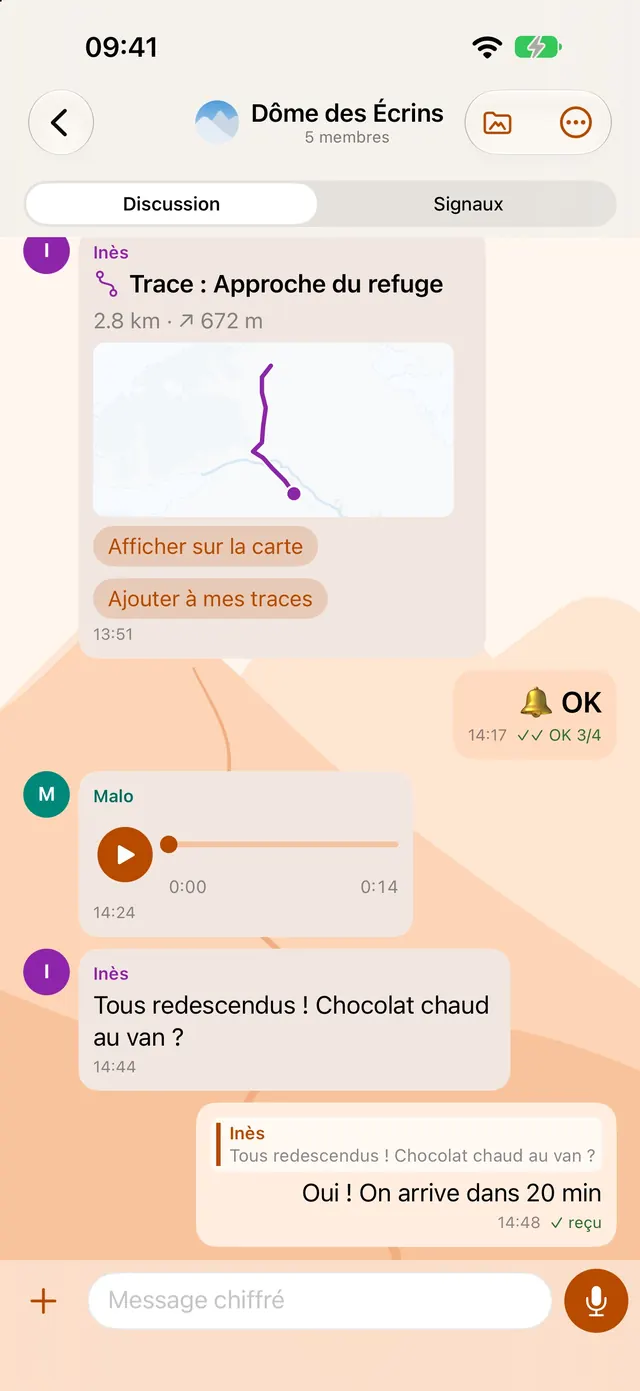 09:41
Dôme des Écrins
5 membres
Discussion
Signaux
I
Inès
Trace : Approche du refuge
2.8 km · ↗ 672 m
Afficher sur la carte
Ajouter à mes traces
13:51
🔔 OK
14:17 ✓✓ OK 3/4
M
Malo
0:00
0:14
14:24
I
Inès
Tous redescendus ! Chocolat chaud
au van ?
14:44
Inès
Tous redescendus ! Chocolat chaud au van ?
Oui ! On arrive dans 20 min
14:48 ✓ reçu
Message chiffré